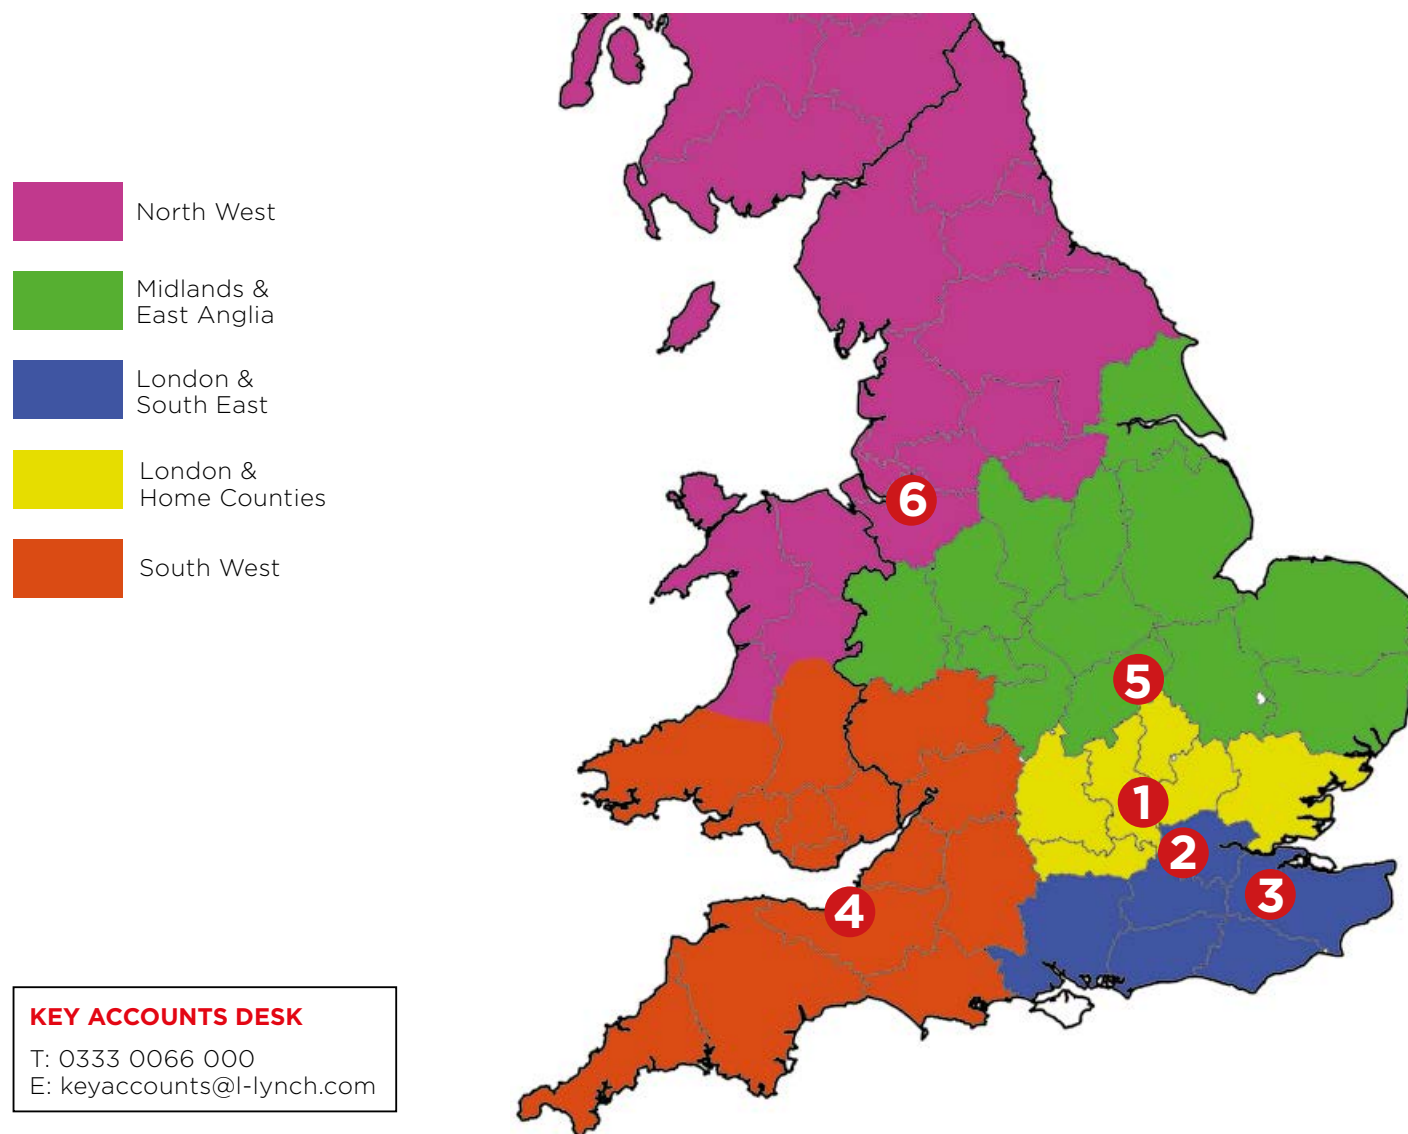 North West
Midlands &
East Anglia
London &
South East
London &
Home Counties
South West
6
5
1
2
3
4
KEY ACCOUNTS DESK
T: 0333 0066 000
E: keyaccounts@l-lynch.com